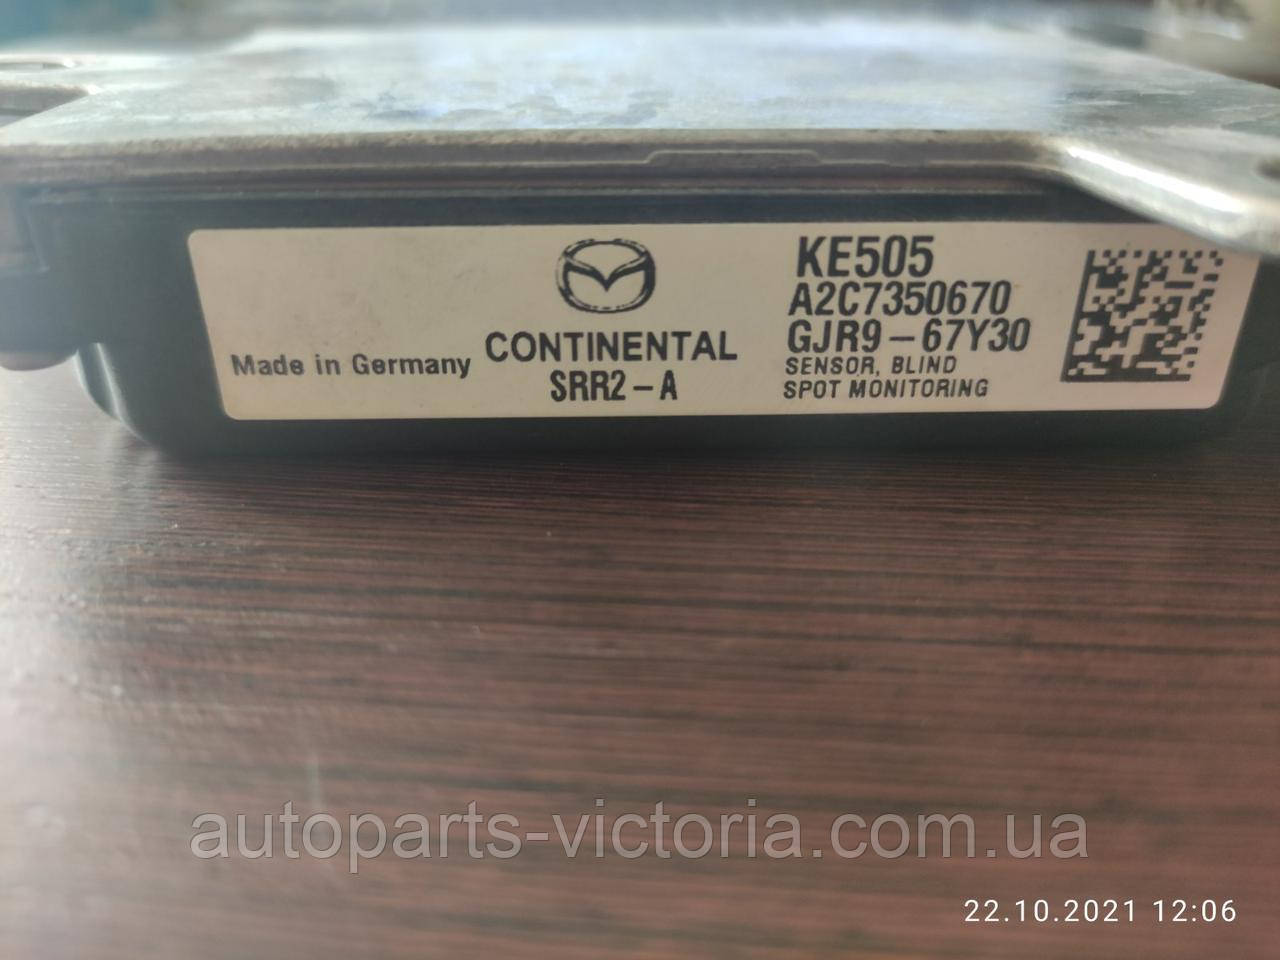 Made in Germany
CONTINENTAL
SRR2-A
KE505
A2C7350670
GJR9-67Y30
SENSOR, BLIND
SPOT MONITORING
autoparts-victoria.com.ua
22.10.2021 12:06